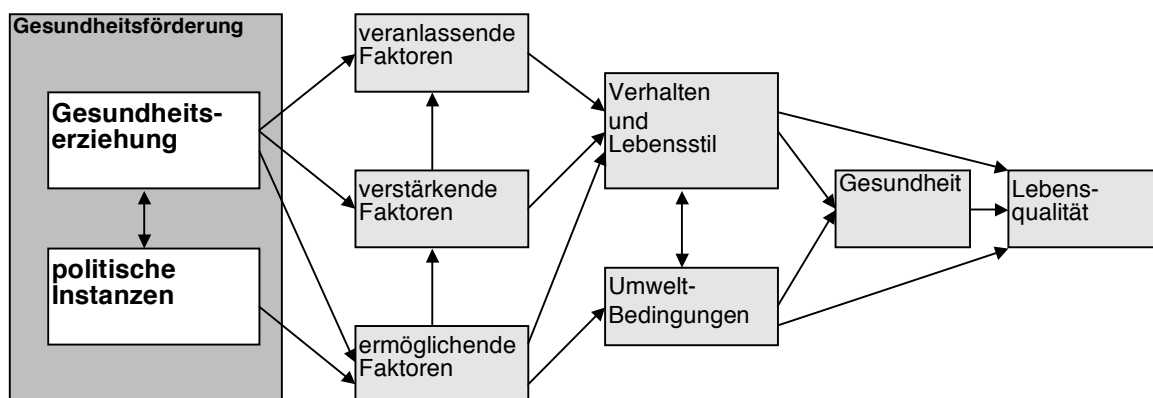 Gesundheitsförderung
Gesundheits-
erziehung
politische
Instanzen
veranlassende
Faktoren
verstärkende
Faktoren
ermöglichende
Faktoren
Verhalten
und
Lebensstil
Umwelt-
Bedingungen
Gesundheit
Lebens-
qualität